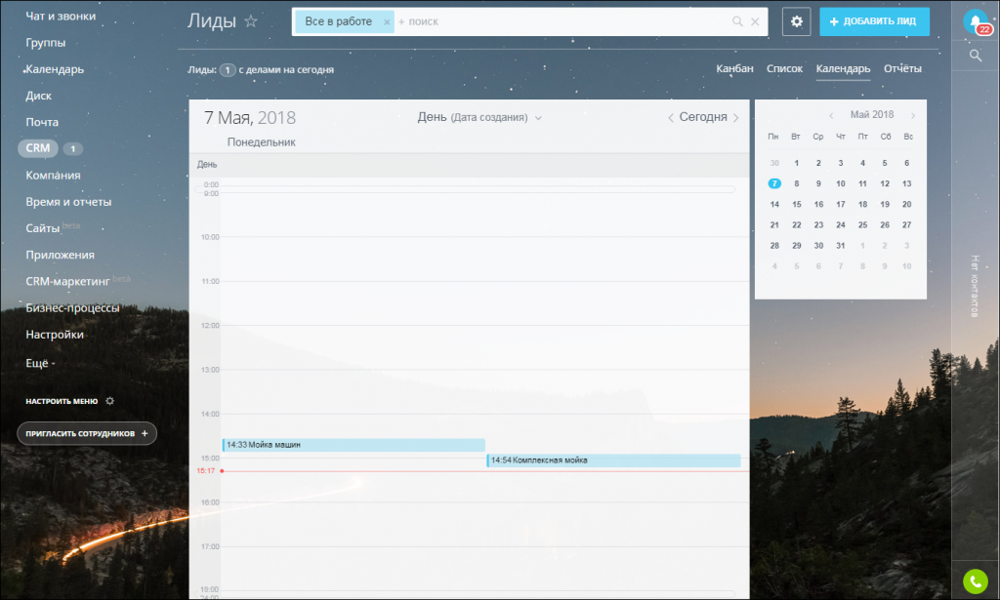 Чат и звонки
Группы
Календарь
Диск
Почта
CRM 1
Компания
Время и отчеты
Сайты beta
Приложения
CRM-маркетинг beta
Бизнес-процессы
Настройки
Ещё
НАСТРОИТЬ МЕНЮ
ПРИГЛАСИТЬ СОТРУДНИКОВ +
Лиды
Все в работе × + поиск
+ ДОБАВИТЬ ЛИД
22
Лиды: 1 с делами на сегодня
Канбан Список Календарь Отчёты
7 Мая, 2018
Понедельник
День (Дата создания)
Сегодня
День
0:00
9:00
10:00
11:00
12:00
13:00
14:00
14:33 Мойка машин
15:00
14:54 Комплексная мойка
15:17
16:00
17:00
18:00
24:00
Май 2018
Пн Вт Ср Чт Пт Сб Вс
30 1 2 3 4 5 6
7 8 9 10 11 12 13
14 15 16 17 18 19 20
21 22 23 24 25 26 27
28 29 30 31 1 2 3
4 5 6 7 8 9 10
Нет контактов